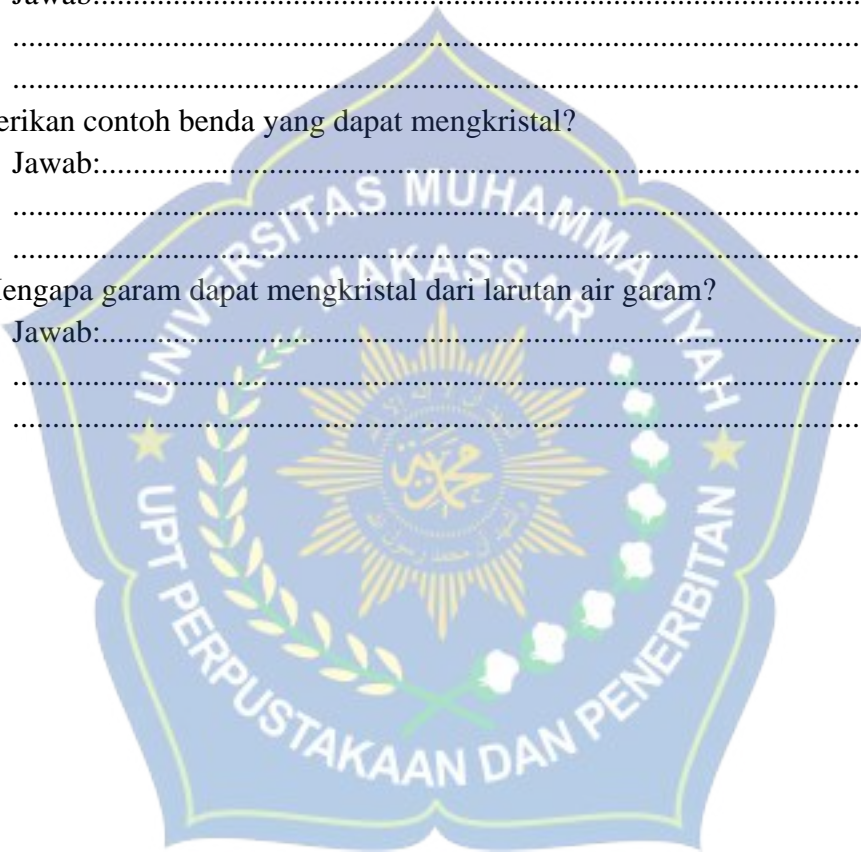 Jawab:
erikan contoh benda yang dapat mengkristal?
Jawab:
engapa garam dapat mengkristal dari larutan air garam?
Jawab:
UNIVERSITAS MUHAMMADIYAH
MAKASSAR
UPT PERPUSTAKAAN DAN PENERBITAN